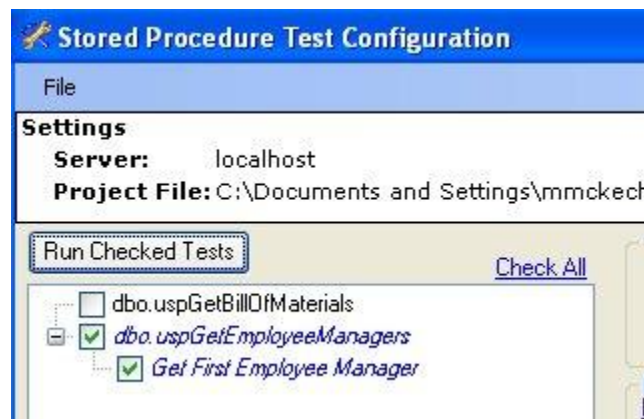 Stored Procedure Test Configuration
File
Settings
Server: localhost
Project File: C:\Documents and Settings\mmckech
Run Checked Tests
Check All
dbo.uspGetBillOfMaterials
dbo.uspGetEmployeeManagers
Get First Employee Manager